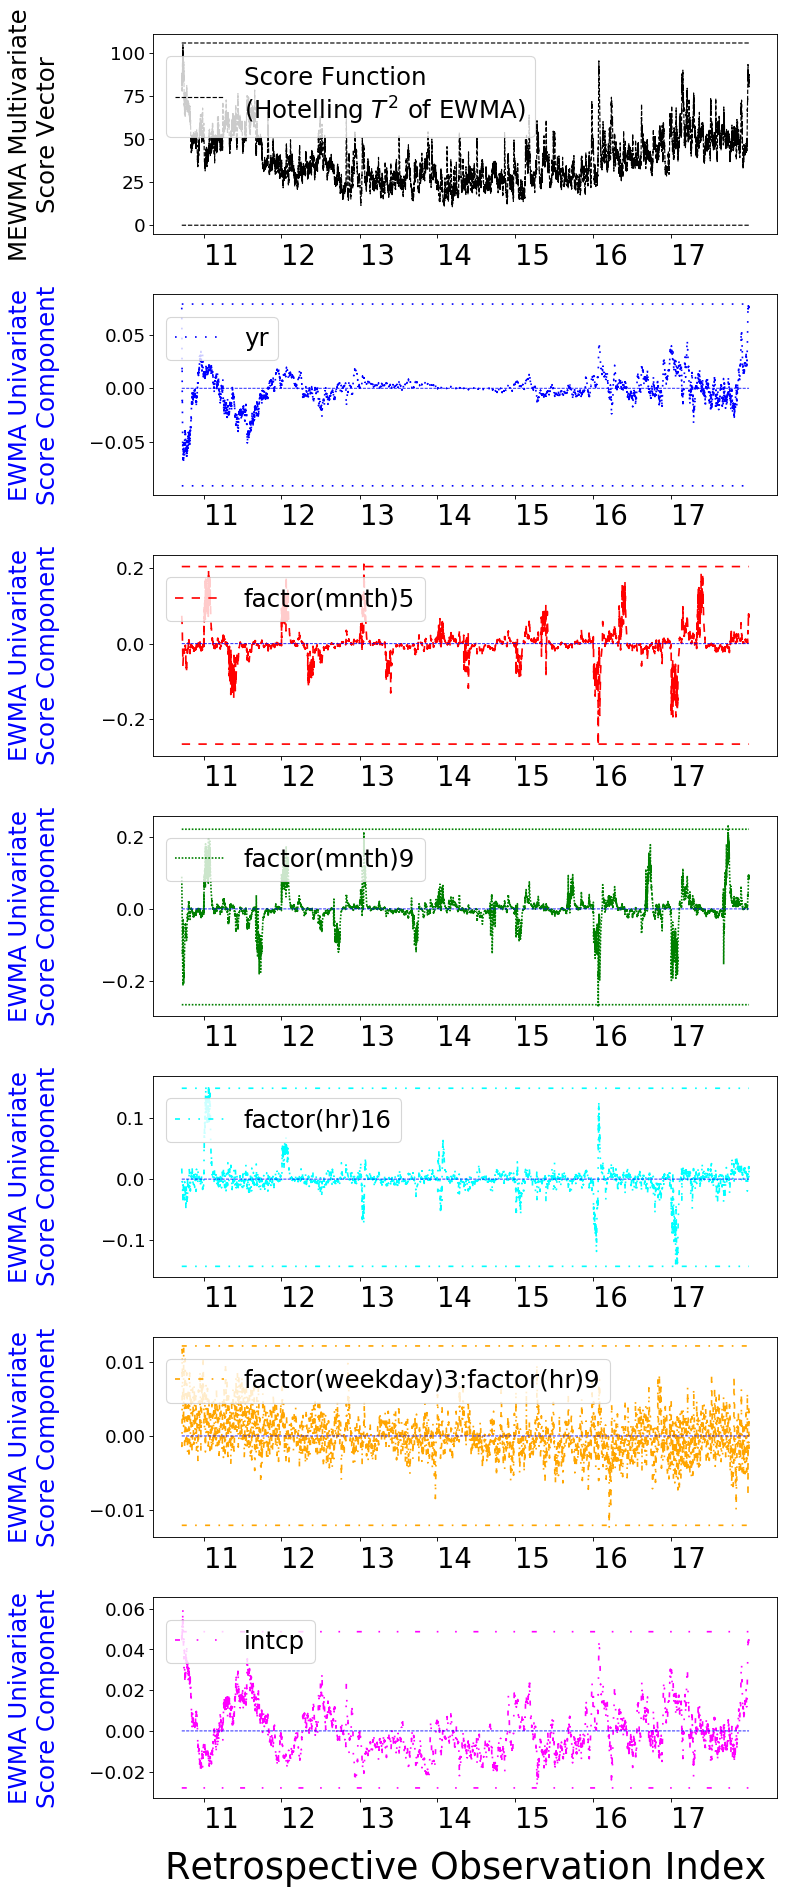 MEWMA Multivariate
Score Vector
100
75
50
25
0
Score Function
(Hotelling T² of EWMA)
11 12 13 14 15 16 17
EWMA Univariate
Score Component
0.05
0.00
−0.05
yr
11 12 13 14 15 16 17
EWMA Univariate
Score Component
0.2
0.0
−0.2
factor(mnth)5
11 12 13 14 15 16 17
EWMA Univariate
Score Component
0.2
0.0
−0.2
factor(mnth)9
11 12 13 14 15 16 17
EWMA Univariate
Score Component
0.1
0.0
−0.1
factor(hr)16
11 12 13 14 15 16 17
EWMA Univariate
Score Component
0.01
0.00
−0.01
factor(weekday)3:factor(hr)9
11 12 13 14 15 16 17
EWMA Univariate
Score Component
0.06
0.04
0.02
0.00
−0.02
intcp
11 12 13 14 15 16 17
Retrospective Observation Index